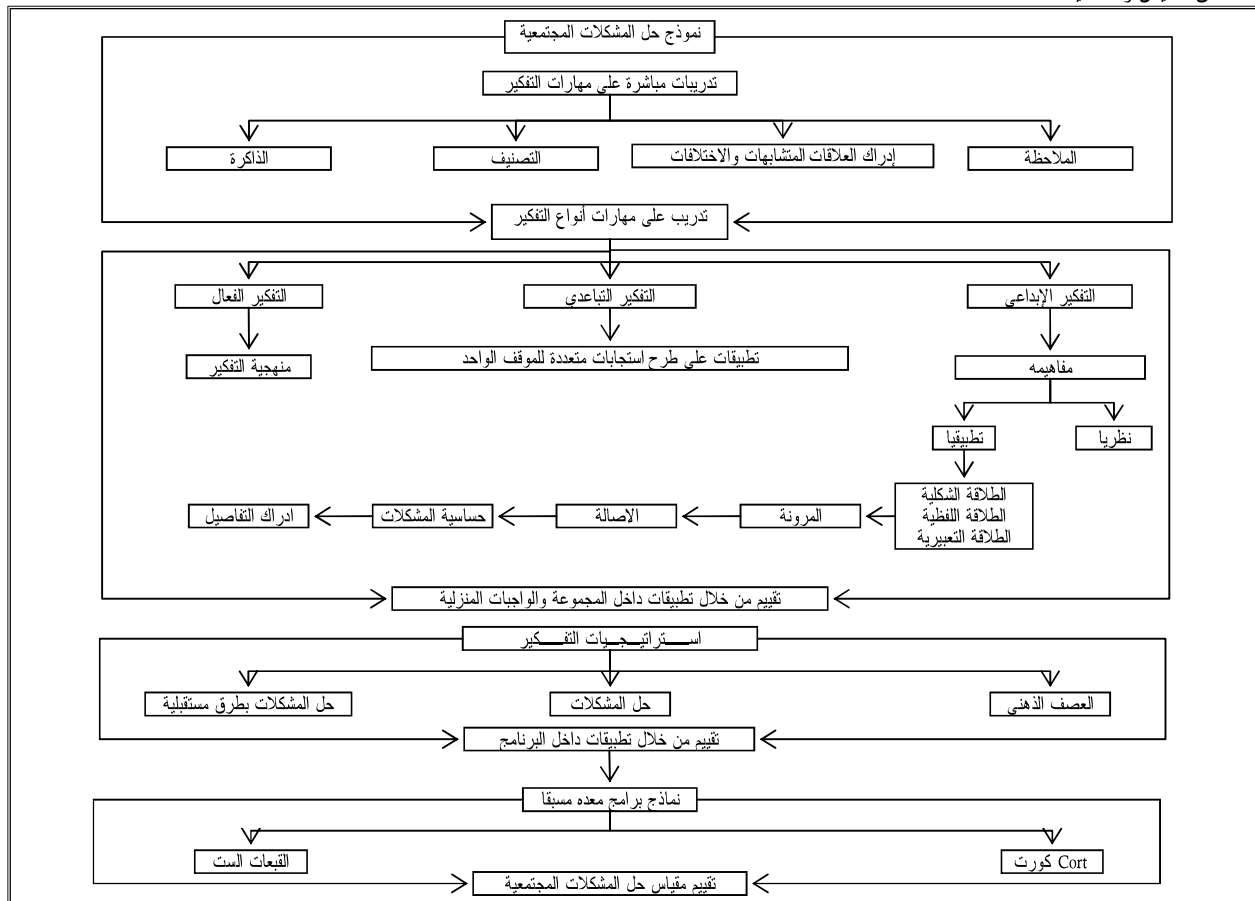 نموذج حل المشكلات المجتمعية
تدريبات مباشرة على مهارات التفكير
الملاحظة
إدراك العلاقات المتشابهات والاختلافات
التصنيف
الذاكرة
تدريب على مهارات أنواع التفكير
التفكير الإبداعي
التفكير التباعدي
التفكير الفعال
مفاهيمه
تطبيقات على طرح استجابات متعددة للموقف الواحد
منهجية التفكير
نظريا
تطبيقيا
الطلاقة الشكلية
الطلاقة اللفظية
الطلاقة التعبيرية
المرونة
الاصالة
حساسية المشكلات
ادراك التفاصيل
تقييم من خلال تطبيقات داخل المجموعة والواجبات المنزلية
اســـتراتيـــجـــيات التفـــــكير
العصف الذهني
حل المشكلات
حل المشكلات بطرق مستقبلية
تقييم من خلال تطبيقات داخل البرنامج
نماذج برامج معده مسبقا
كورت Cort
القبعات الست
تقييم مقياس حل المشكلات المجتمعية